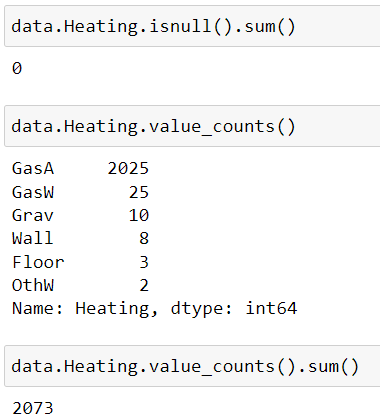 data.Heating.isnull().sum()
0
data.Heating.value_counts()
GasA     2025
GasW       25
Grav       10
Wall        8
Floor       3
OthW        2
Name: Heating, dtype: int64
data.Heating.value_counts().sum()
2073